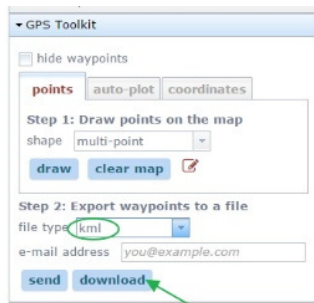 GPS Toolkit
hide waypoints
points auto-plot coordinates
Step 1: Draw points on the map
shape multi-point
draw clear map
Step 2: Export waypoints to a file
file type kml
e-mail address you@example.com
send download